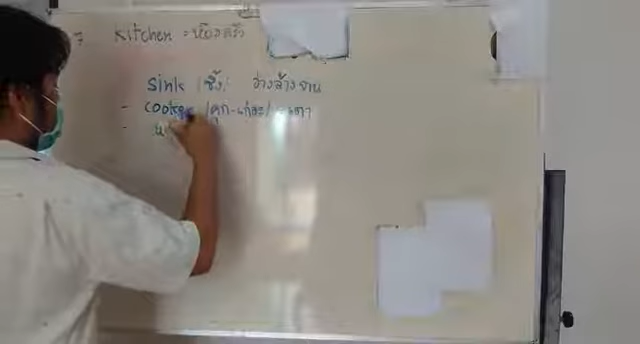 Kitchen = ห้องครัว
Sink /ซิ้ง/ อ่างล้างจาน
- cooker /คุก-เก้อะ/ = เตา
-